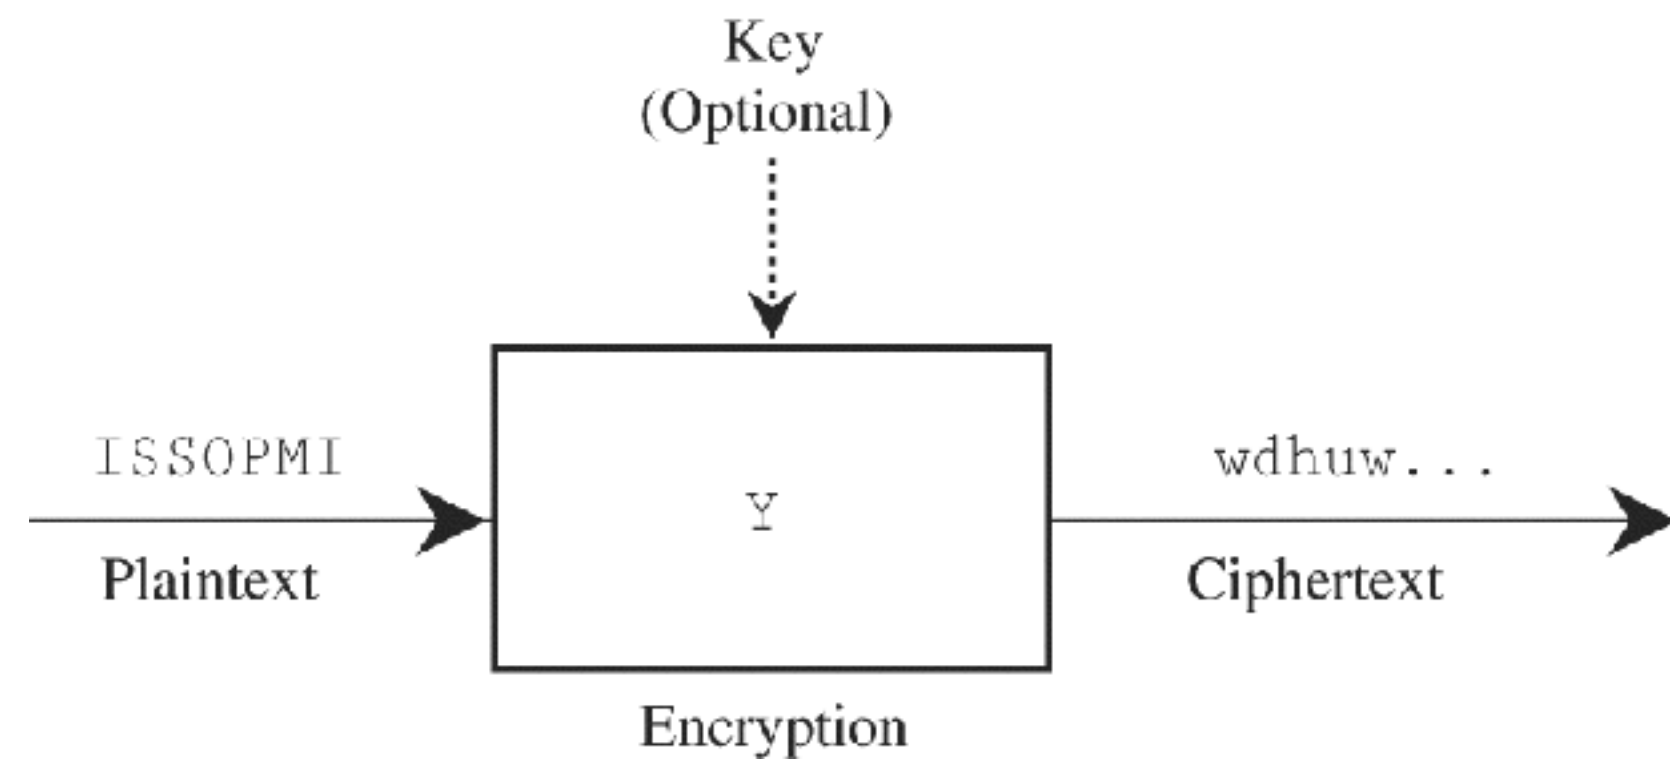 Key
(Optional)
ISSOPMI
wdhuw...
Y
Plaintext
Ciphertext
Encryption